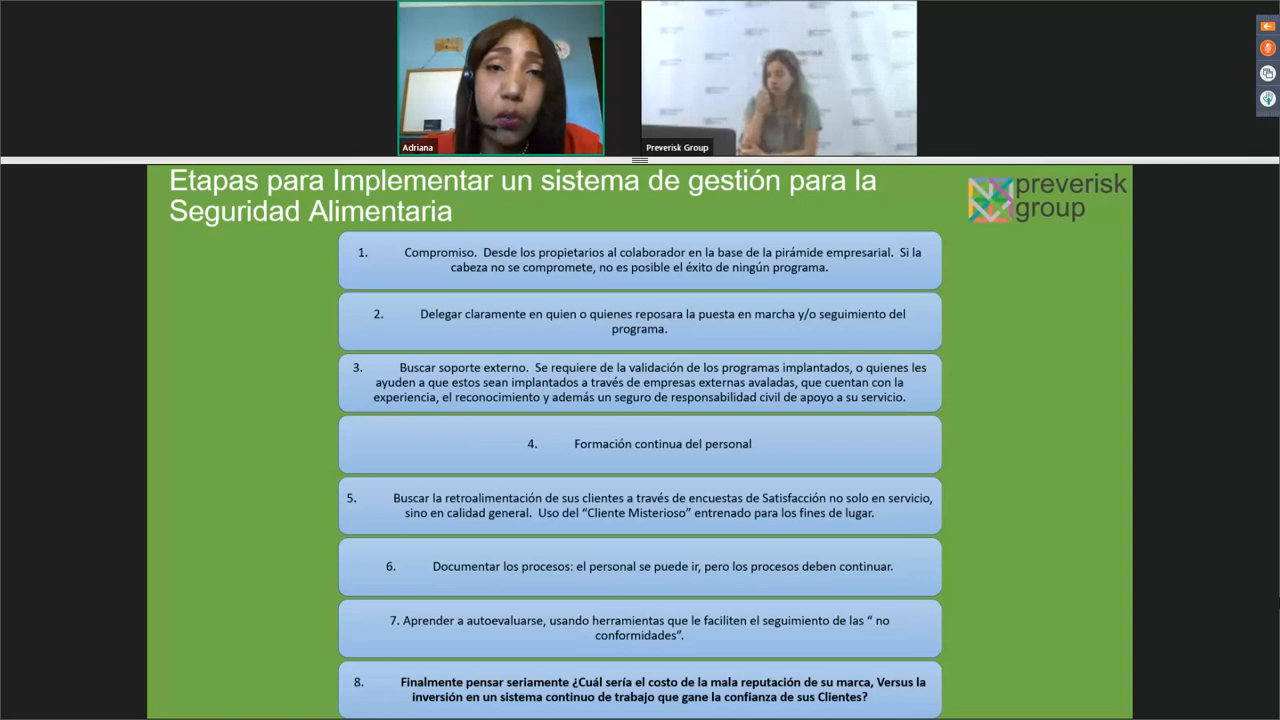 Adriana
Preverisk Group
Etapas para Implementar un sistema de gestión para la
Seguridad Alimentaria
preverisk
group
1. Compromiso. Desde los propietarios al colaborador en la base de la pirámide empresarial. Si la
cabeza no se compromete, no es posible el éxito de ningún programa.
2. Delegar claramente en quien o quienes reposara la puesta en marcha y/o seguimiento del
programa.
3. Buscar soporte externo. Se requiere de la validación de los programas implantados, o quienes les
ayuden a que estos sean implantados a través de empresas externas avaladas, que cuentan con la
experiencia, el reconocimiento y además un seguro de responsabilidad civil de apoyo a su servicio.
4. Formación continua del personal
5. Buscar la retroalimentación de sus clientes a través de encuestas de Satisfacción no solo en servicio,
sino en calidad general. Uso del “Cliente Misterioso” entrenado para los fines de lugar.
6. Documentar los procesos: el personal se puede ir, pero los procesos deben continuar.
7. Aprender a autoevaluarse, usando herramientas que le faciliten el seguimiento de las “ no
conformidades”.
8. Finalmente pensar seriamente ¿Cuál sería el costo de la mala reputación de su marca, Versus la
inversión en un sistema continuo de trabajo que gane la confianza de sus Clientes?